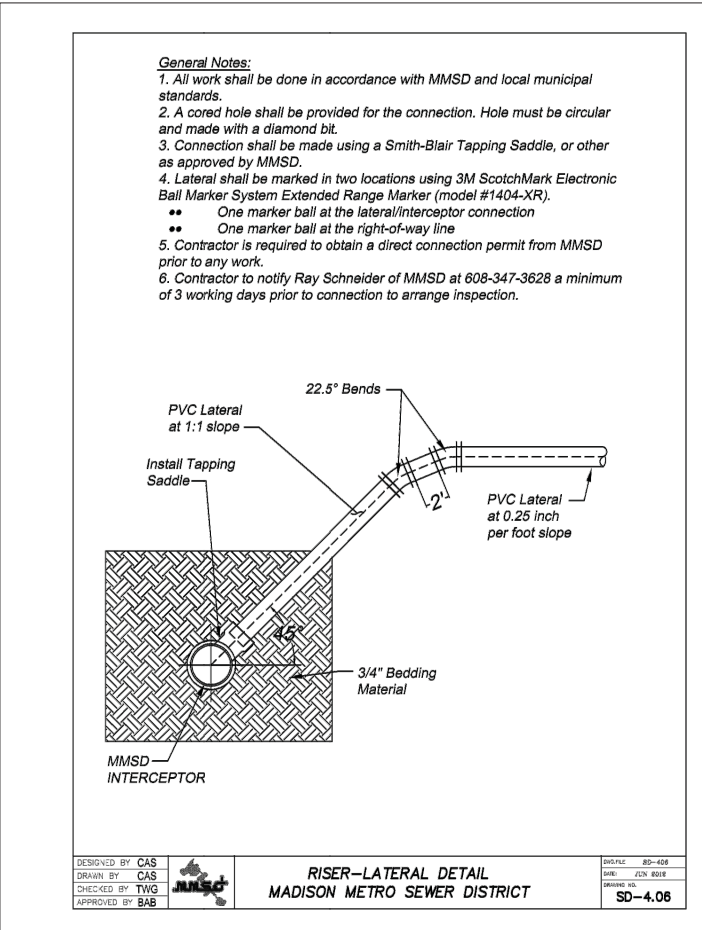 General Notes:
1. All work shall be done in accordance with MMSD and local municipal
standards.
2. A cored hole shall be provided for the connection. Hole must be circular
and made with a diamond bit.
3. Connection shall be made using a Smith-Blair Tapping Saddle, or other
as approved by MMSD.
4. Lateral shall be marked in two locations using 3M ScotchMark Electronic
Ball Marker System Extended Range Marker (model #1404-XR).
•• One marker ball at the lateral/interceptor connection
•• One marker ball at the right-of-way line
5. Contractor is required to obtain a direct connection permit from MMSD
prior to any work.
6. Contractor to notify Ray Schneider of MMSD at 608-347-3628 a minimum
of 3 working days prior to connection to arrange inspection.
22.5° Bends
PVC Lateral
at 1:1 slope
Install Tapping
Saddle
2'
PVC Lateral
at 0.25 inch
per foot slope
45°
3/4" Bedding
Material
MMSD
INTERCEPTOR
DESIGNED BY CAS
DRAWN BY CAS
CHECKED BY TWG
APPROVED BY BAB
MMSD
RISER-LATERAL DETAIL
MADISON METRO SEWER DISTRICT
DWG.FILE SD-406
DATE: JUN 2012
DRAWING NO.
SD-4.06